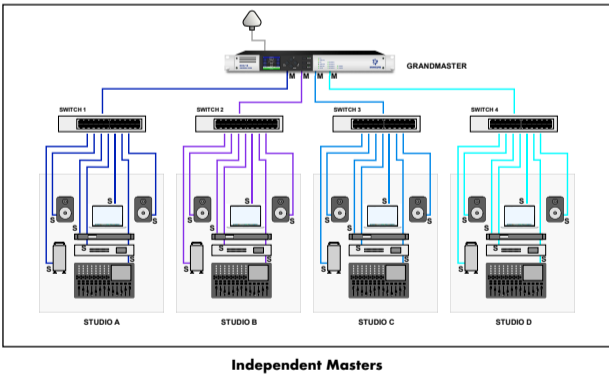 GRANDMASTER
M M M M
SWITCH 1 SWITCH 2 SWITCH 3 SWITCH 4
S S S S
S S S S S S S S
S S S S
S S S S
S S S S
STUDIO A STUDIO B STUDIO C STUDIO D
Independent Masters